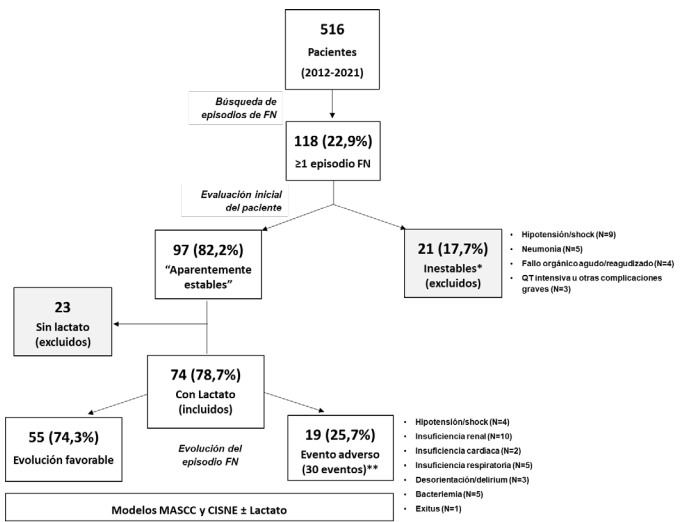 516
Pacientes
(2012-2021)
Búsqueda de
episodios de FN
118 (22,9%)
≥1 episodio FN
Evaluación inicial
del paciente
97 (82,2%)
“Aparentemente
estables”
21 (17,7%)
Inestables*
(excluidos)
• Hipotensión/shock (N=9)
• Neumonia (N=5)
• Fallo orgánico agudo/reagudizado (N=4)
• QT intensiva u otras complicaciones
graves (N=3)
23
Sin lactato
(excluidos)
74 (78,7%)
Con Lactato
(incluidos)
55 (74,3%)
Evolución favorable
Evolución del
episodio FN
19 (25,7%)
Evento adverso
(30 eventos)**
• Hipotensión/shock (N=4)
• Insuficiencia renal (N=10)
• Insuficiencia cardiaca (N=2)
• Insuficiencia respiratoria (N=5)
• Desorientación/delirium (N=3)
• Bacteriemia (N=5)
• Exitus (N=1)
Modelos MASCC y CISNE ± Lactato